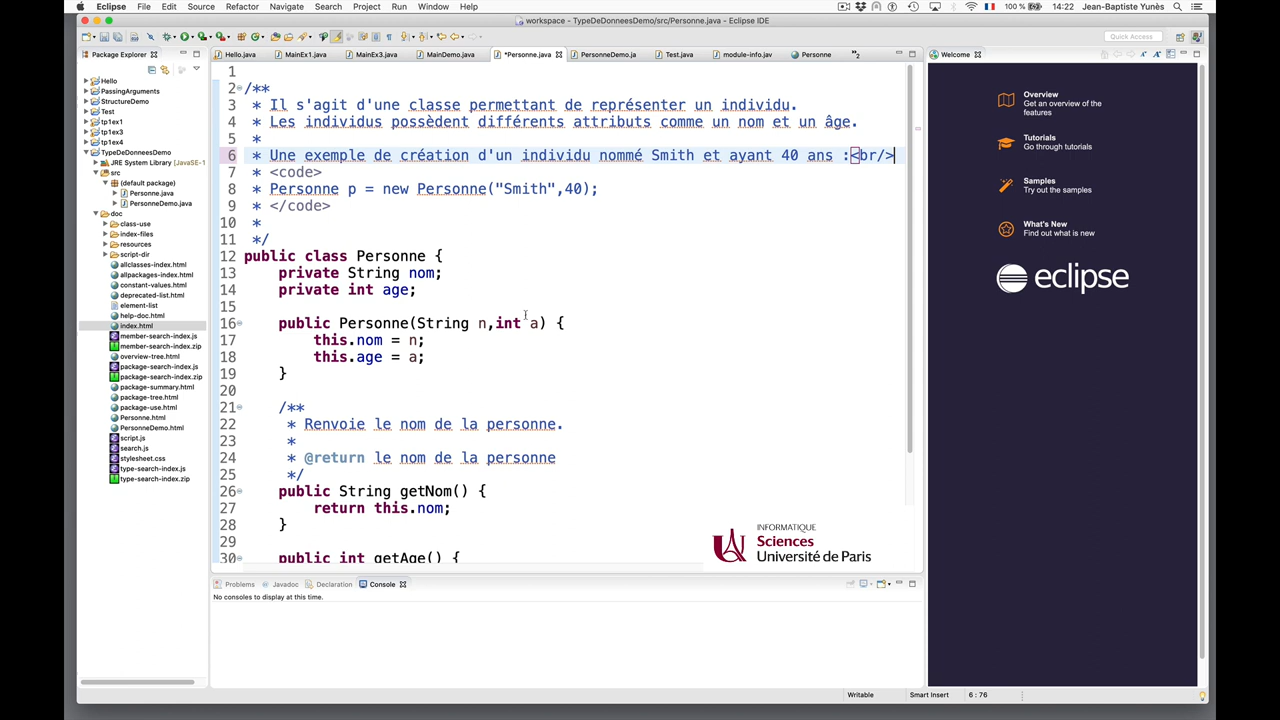 Eclipse File Edit Source Refactor Navigate Search Project Run Window Help 100 % 14:22 Jean-Baptiste Yunès
workspace - TypeDeDonneesDemo/src/Personne.java - Eclipse IDE
Quick Access
Package Explorer
Hello
PassingArguments
StructureDemo
Test
tp1ex1
tp1ex3
tp1ex4
TypeDeDonneesDemo
JRE System Library [JavaSE-1
src
(default package)
Personne.java
PersonneDemo.java
doc
class-use
index-files
resources
script-dir
allclasses-index.html
allpackages-index.html
constant-values.html
deprecated-list.html
element-list
help-doc.html
index.html
member-search-index.js
member-search-index.zip
overview-tree.html
package-search-index.js
package-search-index.zip
package-summary.html
package-tree.html
package-use.html
Personne.html
PersonneDemo.html
script.js
search.js
stylesheet.css
type-search-index.js
type-search-index.zip
Hello.java MainEx1.java MainEx3.java MainDemo.java *Personne.java PersonneDemo.ja Test.java module-info.jav Personne »2
1
2 /**
3 * Il s'agit d'une classe permettant de représenter un individu.
4 * Les individus possèdent différents attributs comme un nom et un âge.
5 *
6 * Une exemple de création d'un individu nommé Smith et ayant 40 ans :<br/>
7 * <code>
8 * Personne p = new Personne("Smith",40);
9 * </code>
10 *
11 */
12 public class Personne {
13 private String nom;
14 private int age;
15
16 public Personne(String n,int a) {
17 this.nom = n;
18 this.age = a;
19 }
20
21 /**
22 * Renvoie le nom de la personne.
23 *
24 * @return le nom de la personne
25 */
26 public String getNom() {
27 return this.nom;
28 }
29
30 public int getAge() {
INFORMATIQUE
Sciences
Université de Paris
Problems Javadoc Declaration Console
No consoles to display at this time.
Welcome
Overview
Get an overview of the
features
Tutorials
Go through tutorials
Samples
Try out the samples
What's New
Find out what is new
eclipse
Writable Smart Insert 6 : 76